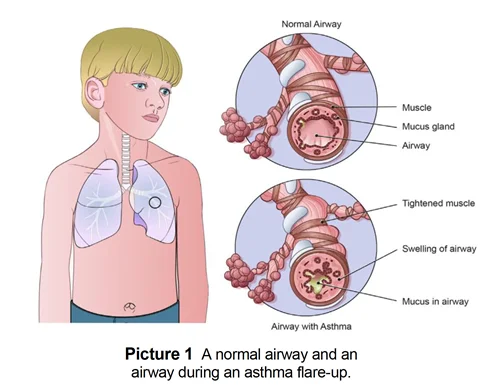 Normal Airway
Muscle
Mucus gland
Airway
Tightened muscle
Swelling of airway
Mucus in airway
Airway with Asthma
Picture 1 A normal airway and an
airway during an asthma flare-up.